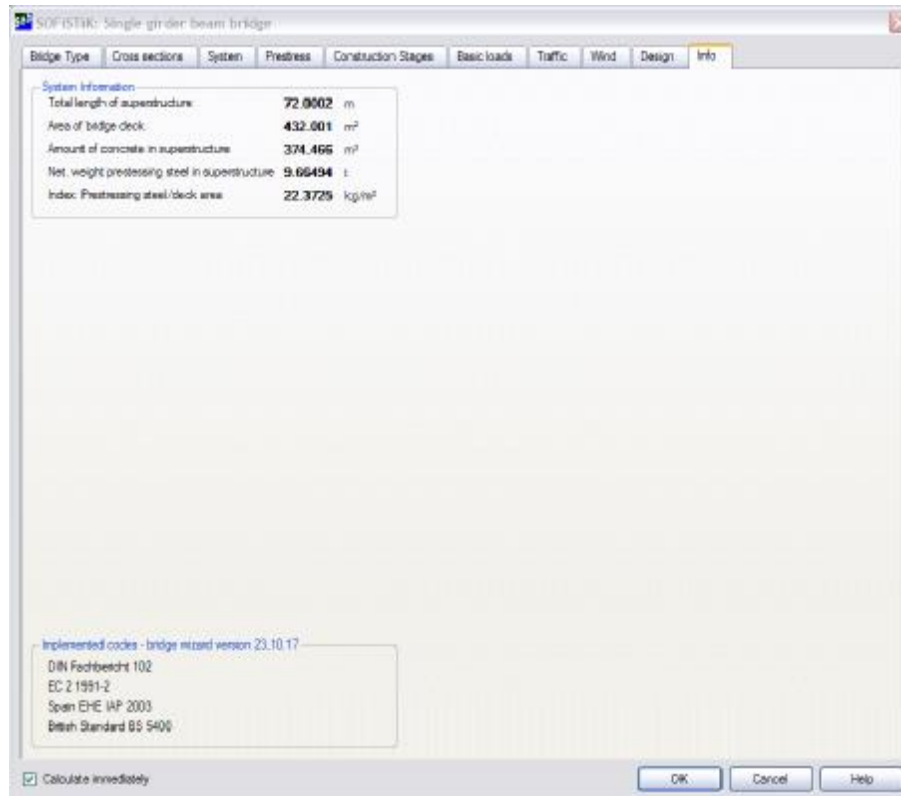 SOFiSTiK: Single girder beam bridge
Bridge Type Cross sections System Prestress Construction Stages Basic loads Traffic Wind Design Info
System Information
Total length of superstructure 72.0002 m
Area of bridge deck 432.001 m²
Amount of concrete in superstructure 374.466 m³
Net. weight prestessing steel in superstructure 9.66494 t
Index: Prestressing steel/deck area 22.3725 kg/m²
Implemented codes - bridge wizard version 23.10.17
DIN Fachbericht 102
EC 2 1991-2
Spain EHE IAP 2003
British Standard BS 5400
Calculate immediately OK Cancel Help